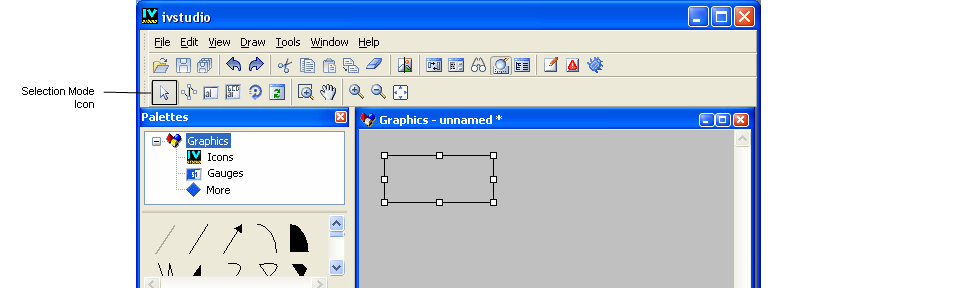 ivstudio
File Edit View Draw Tools Window Help
Selection Mode
Icon
Palettes
Graphics - unnamed *
Graphics
Icons
Gauges
More